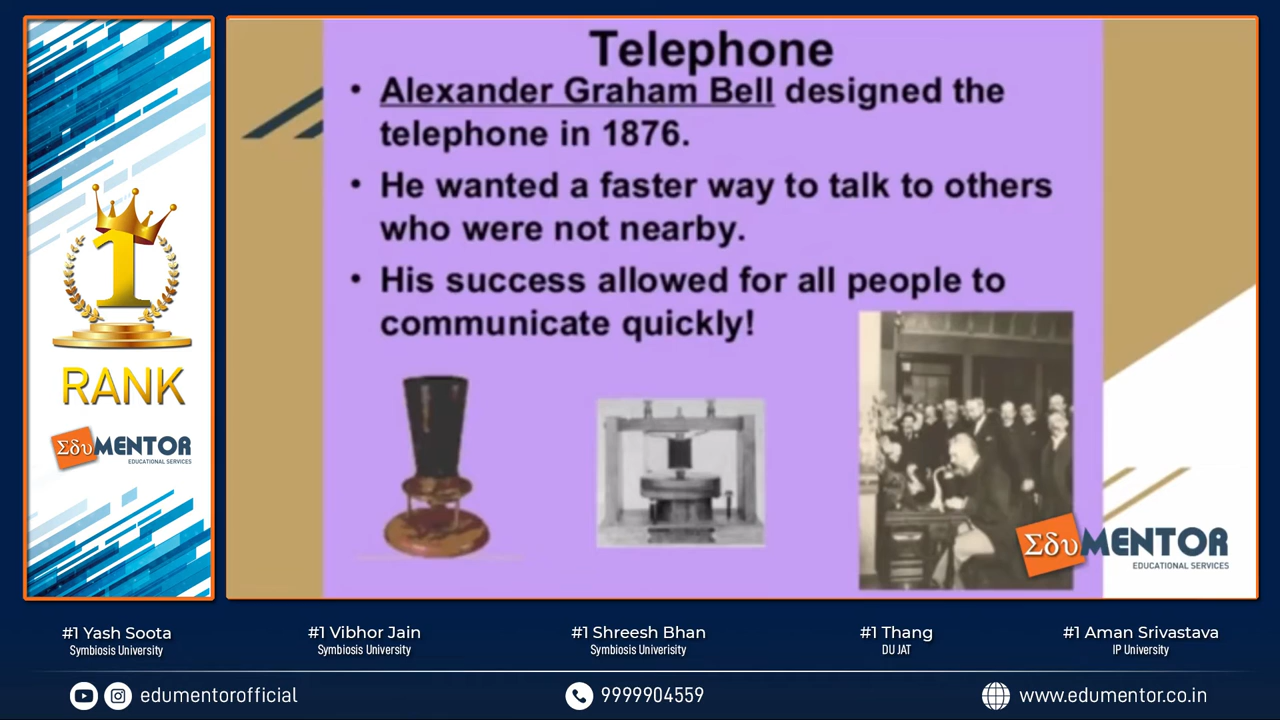 Telephone
• Alexander Graham Bell designed the
telephone in 1876.
• He wanted a faster way to talk to others
who were not nearby.
• His success allowed for all people to
communicate quickly!
1
RANK
ΣδυMENTOR
EDUCATIONAL SERVICES
ΣδυMENTOR
EDUCATIONAL SERVICES
#1 Yash Soota
Symbiosis University
#1 Vibhor Jain
Symbiosis University
#1 Shreesh Bhan
Symbiosis Univerisity
#1 Thang
DU JAT
#1 Aman Srivastava
IP University
edumentorofficial
9999904559
www.edumentor.co.in